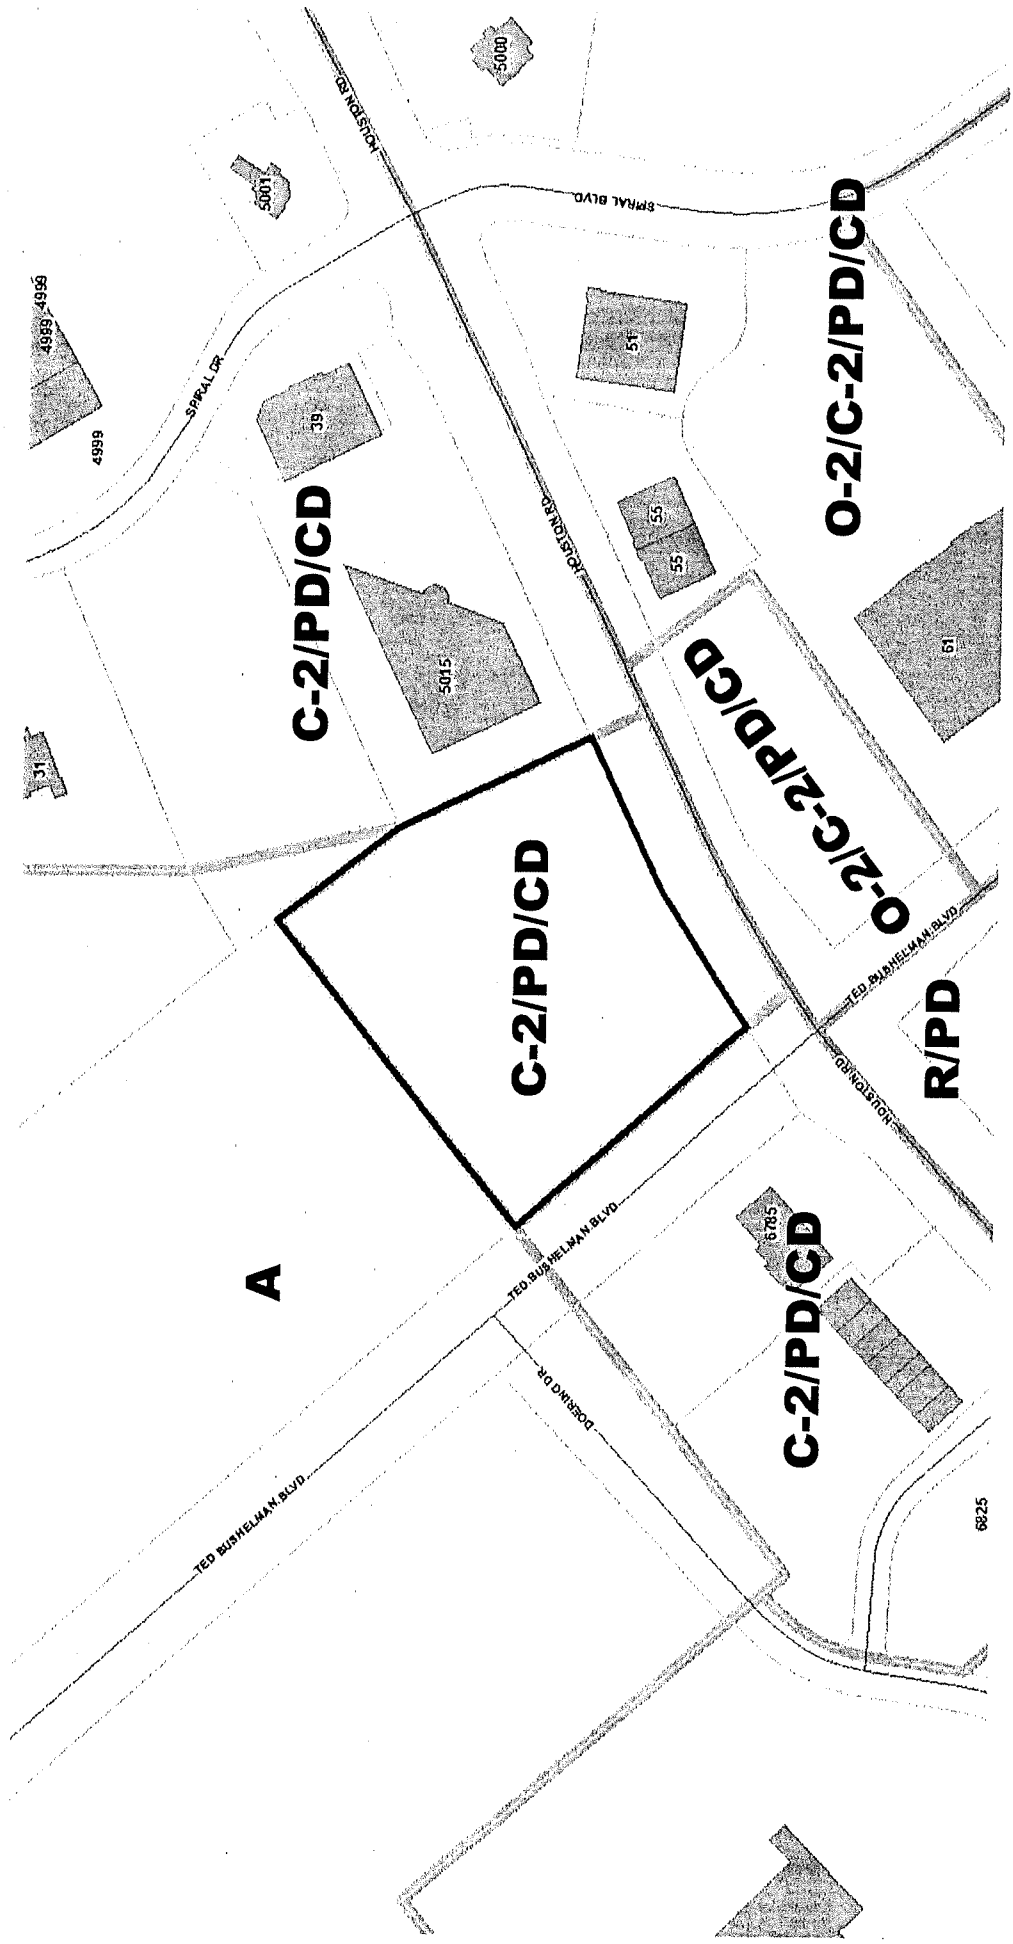 4999
4999
4999
31
SPIRAL DR
5001
HOUSTON RD
5000
39
C-2/PD/CD
5015
SPIRAL BLVD
51
HOUSTON RD
55
55
O-2/C-2/PD/CD
61
O-2/C-2/PD/CD
C-2/PD/CD
TED BUSHELMAN BLVD
R/PD
HOUSTON RD
A
TED BUSHELMAN BLVD
DOERING DR
6785
C-2/PD/CD
TED BUSHELMAN BLVD
6825